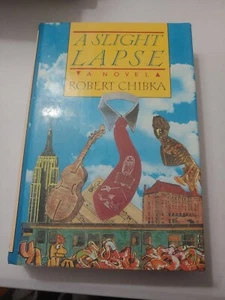 A SLIGHT
LAPSE
A NOVEL
ROBERT CHIBKA